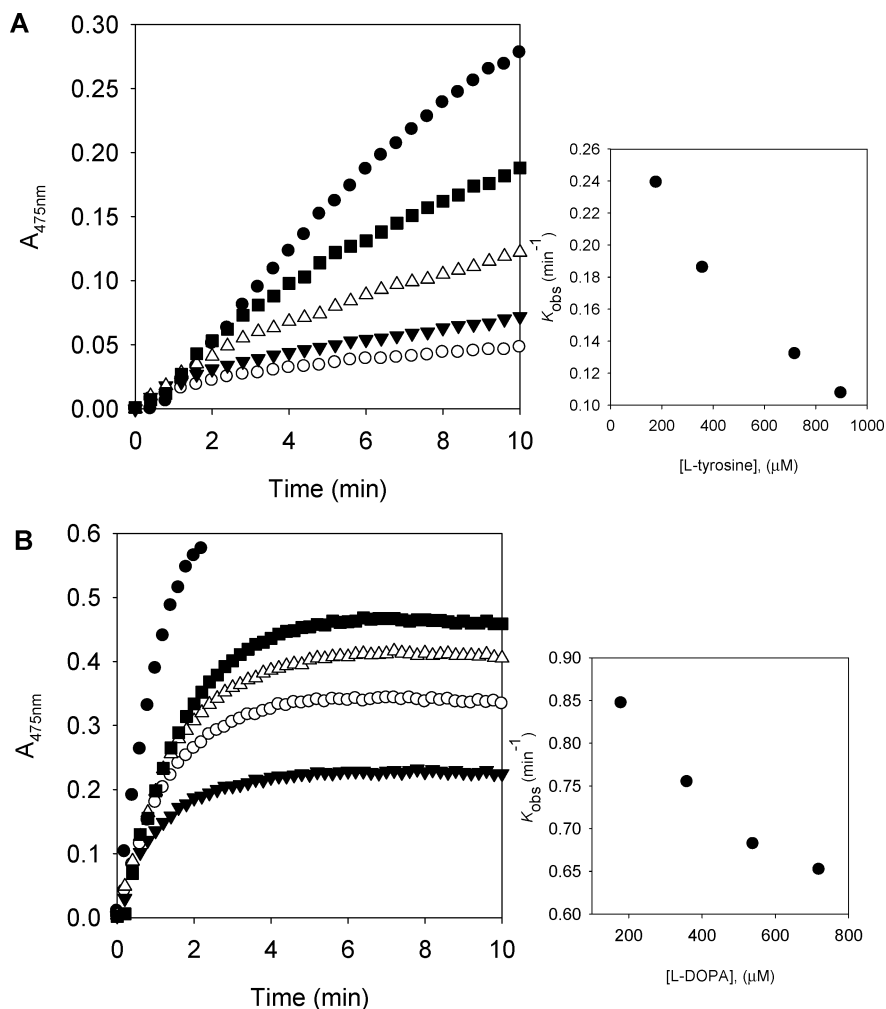 A
0.30
0.25
0.20
0.15
0.10
0.05
0.00
A475nm
0 2 4 6 8 10
Time (min)
0.26
0.24
0.22
0.20
0.18
0.16
0.14
0.12
0.10
Kobs (min-1)
0 200 400 600 800 1000
[L-tyrosine], (μM)
B
0.6
0.5
0.4
0.3
0.2
0.1
0.0
A475nm
0 2 4 6 8 10
Time (min)
0.90
0.85
0.80
0.75
0.70
0.65
0.60
Kobs (min-1)
200 400 600 800
[L-DOPA], (μM)